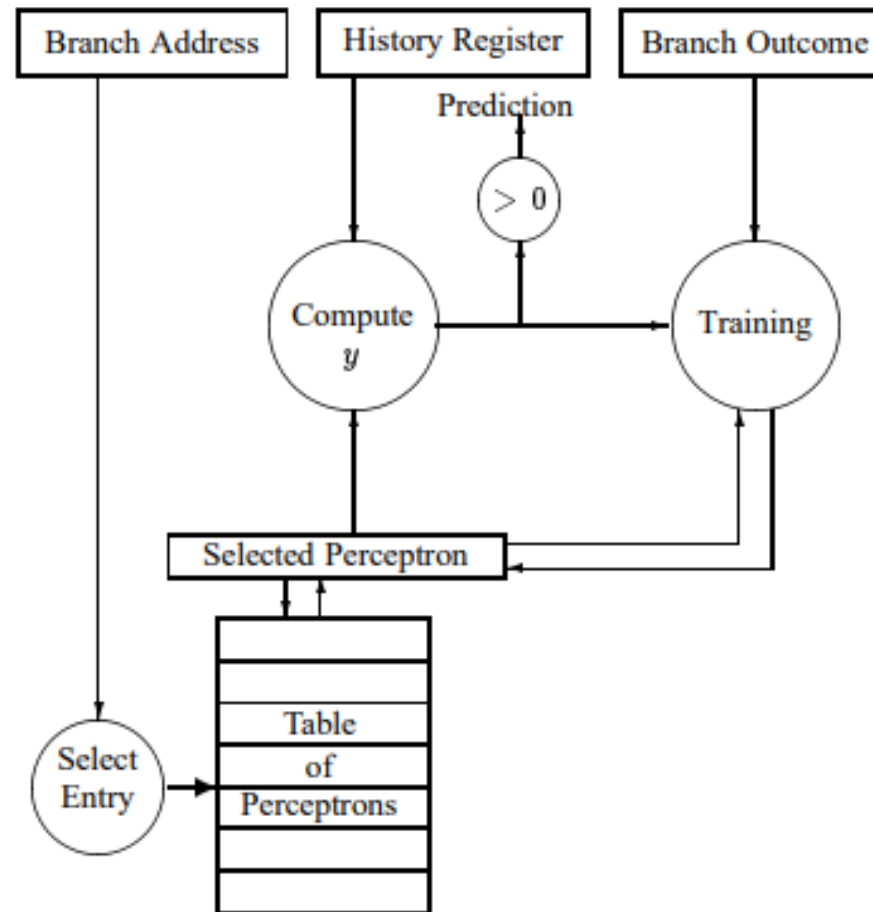 Branch Address
History Register
Branch Outcome
Prediction
> 0
Compute
y
Training
Selected Perceptron
Table
of
Perceptrons
Select
Entry